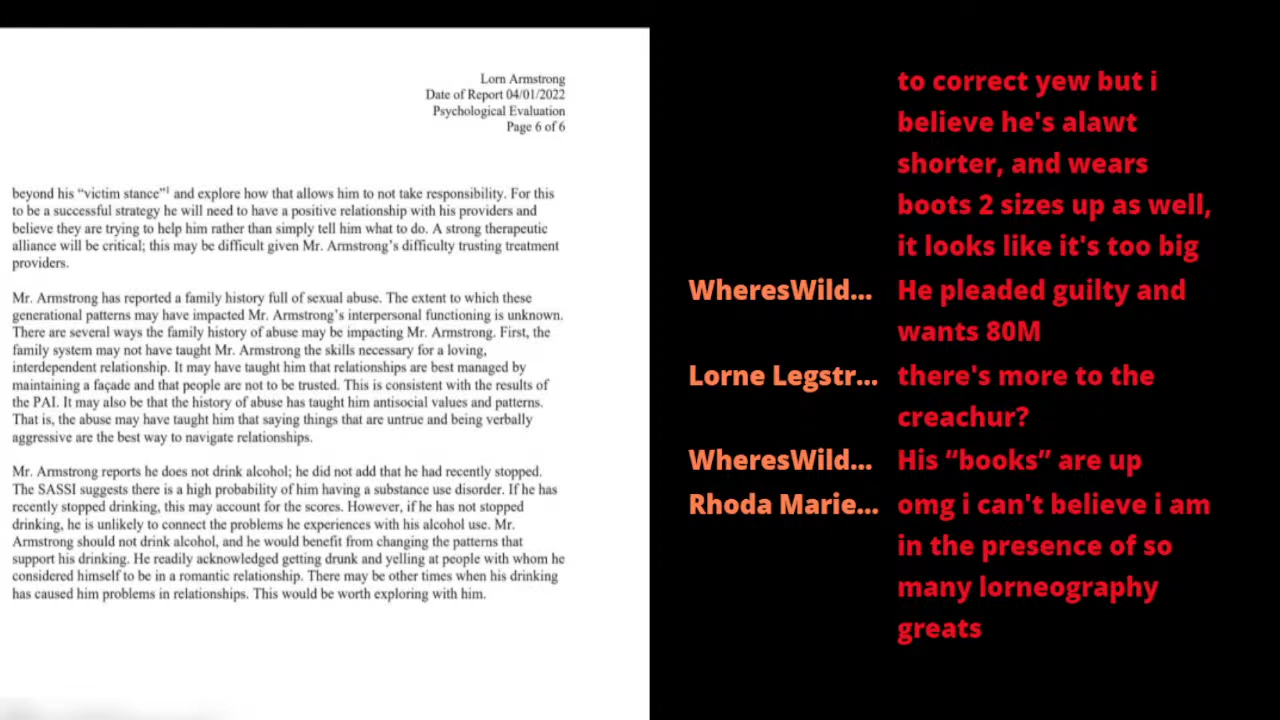 Lorn Armstrong
Date of Report 04/01/2022
Psychological Evaluation
Page 6 of 6
beyond his “victim stance”¹ and explore how that allows him to not take responsibility. For this
to be a successful strategy he will need to have a positive relationship with his providers and
believe they are trying to help him rather than simply tell him what to do. A strong therapeutic
alliance will be critical; this may be difficult given Mr. Armstrong’s difficulty trusting treatment
providers.
Mr. Armstrong has reported a family history full of sexual abuse. The extent to which these
generational patterns may have impacted Mr. Armstrong’s interpersonal functioning is unknown.
There are several ways the family history of abuse may be impacting Mr. Armstrong. First, the
family system may not have taught Mr. Armstrong the skills necessary for a loving,
interdependent relationship. It may have taught him that relationships are best managed by
maintaining a façade and that people are not to be trusted. This is consistent with the results of
the PAI. It may also be that the history of abuse has taught him antisocial values and patterns.
That is, the abuse may have taught him that saying things that are untrue and being verbally
aggressive are the best way to navigate relationships.
Mr. Armstrong reports he does not drink alcohol; he did not add that he had recently stopped.
The SASSI suggests there is a high probability of him having a substance use disorder. If he has
recently stopped drinking, this may account for the scores. However, if he has not stopped
drinking, he is unlikely to connect the problems he experiences with his alcohol use. Mr.
Armstrong should not drink alcohol, and he would benefit from changing the patterns that
support his drinking. He readily acknowledged getting drunk and yelling at people with whom he
considered himself to be in a romantic relationship. There may be other times when his drinking
has caused him problems in relationships. This would be worth exploring with him.
to correct yew but i
believe he's alawt
shorter, and wears
boots 2 sizes up as well,
it looks like it's too big
WheresWild... He pleaded guilty and
wants 80M
Lorne Legstr... there's more to the
creachur?
WheresWild... His “books” are up
Rhoda Marie... omg i can't believe i am
in the presence of so
many lorneography
greats